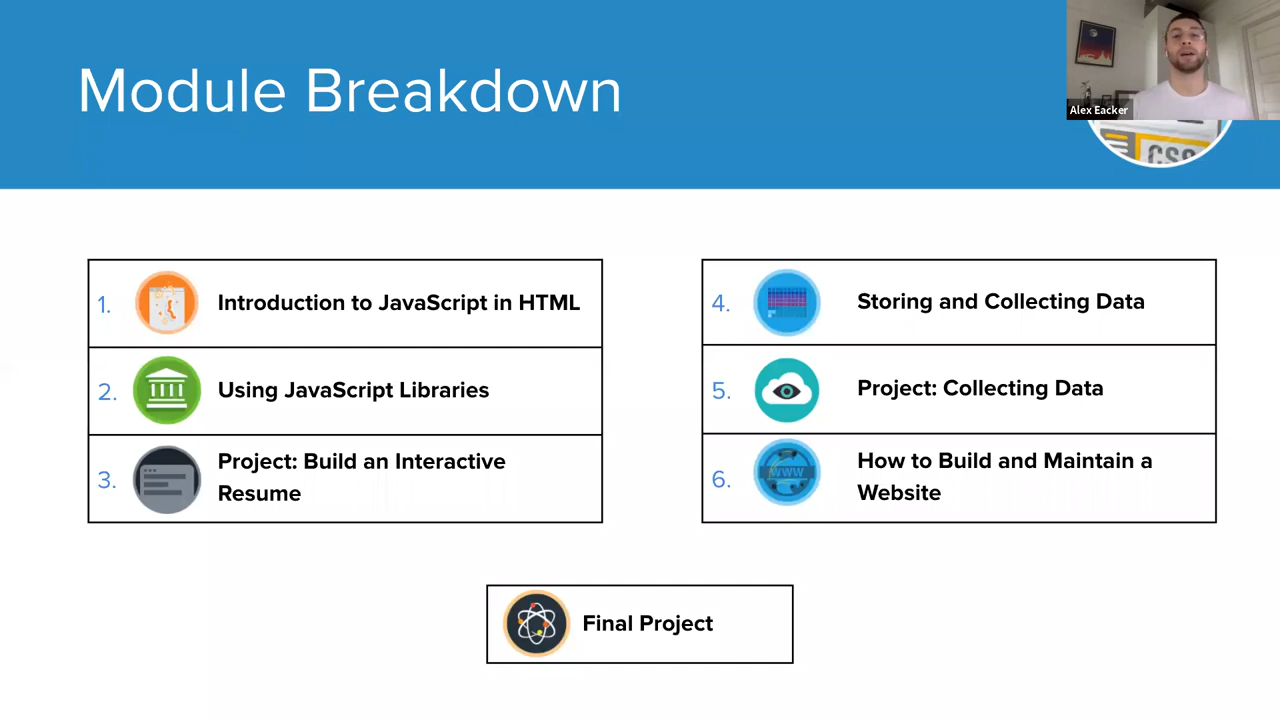 Module Breakdown
Alex Eacker
CSS
1.
Introduction to JavaScript in HTML
2.
Using JavaScript Libraries
3.
Project: Build an Interactive
Resume
4.
Storing and Collecting Data
5.
Project: Collecting Data
6.
WWW
How to Build and Maintain a
Website
Final Project